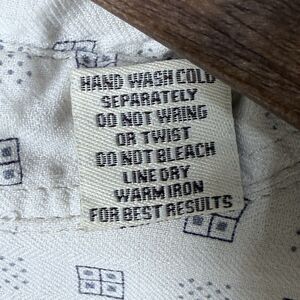 HAND WASH COLD
SEPARATELY
DO NOT WRING
OR TWIST
DO NOT BLEACH
LINE DRY
WARM IRON
FOR BEST RESULTS